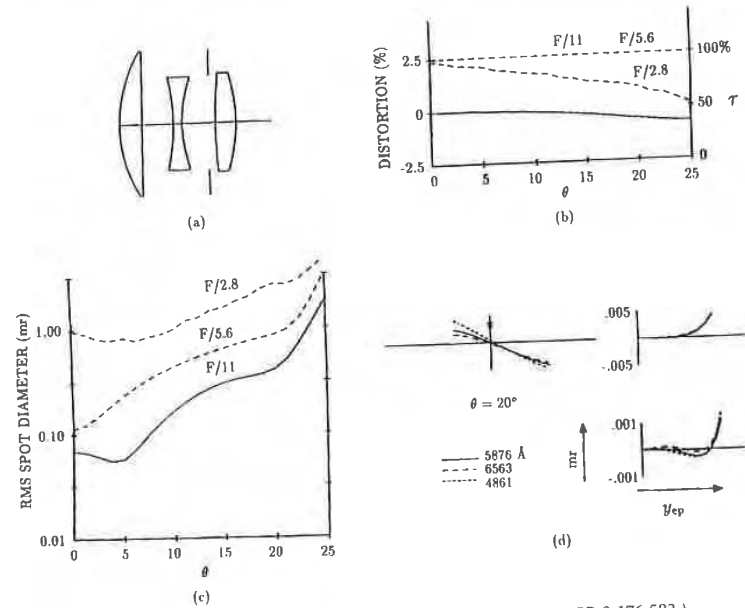 (a)
DISTORTION (%)
2.5
0
-2.5
F/11
F/5.6
F/2.8
100%
50
τ
0
0 5 10 15 20 25
θ
(b)
RMS SPOT DIAMETER (mr)
1.00
0.10
0.01
F/2.8
F/5.6
F/11
0 5 10 15 20 25
θ
(c)
.005
-.005
θ = 20°
5876 Å
6563
4861
mr
.001
-.001
y_ep
(d)